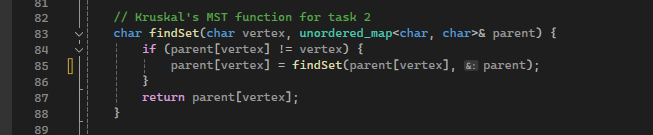 81
82 // Kruskal's MST function for task 2
83 char findSet(char vertex, unordered_map<char, char>& parent) {
84 if (parent[vertex] != vertex) {
85 parent[vertex] = findSet(parent[vertex], &: parent);
86 }
87 return parent[vertex];
88 }
89